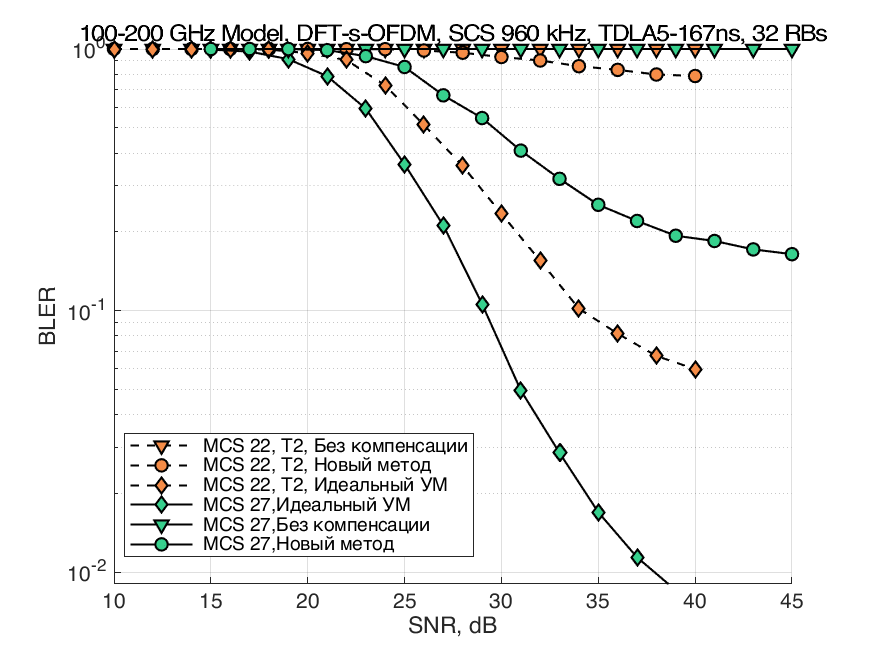 100-200 GHz Model, DFT-s-OFDM, SCS 960 kHz, TDLA5-167ns, 32 RBs
10^0
BLER
10^-1
MCS 22, T2, Без компенсации
MCS 22, T2, Новый метод
MCS 22, T2, Идеальный УМ
MCS 27,Идеальный УМ
MCS 27,Без компенсации
MCS 27,Новый метод
10^-2
10 15 20 25 30 35 40 45
SNR, dB